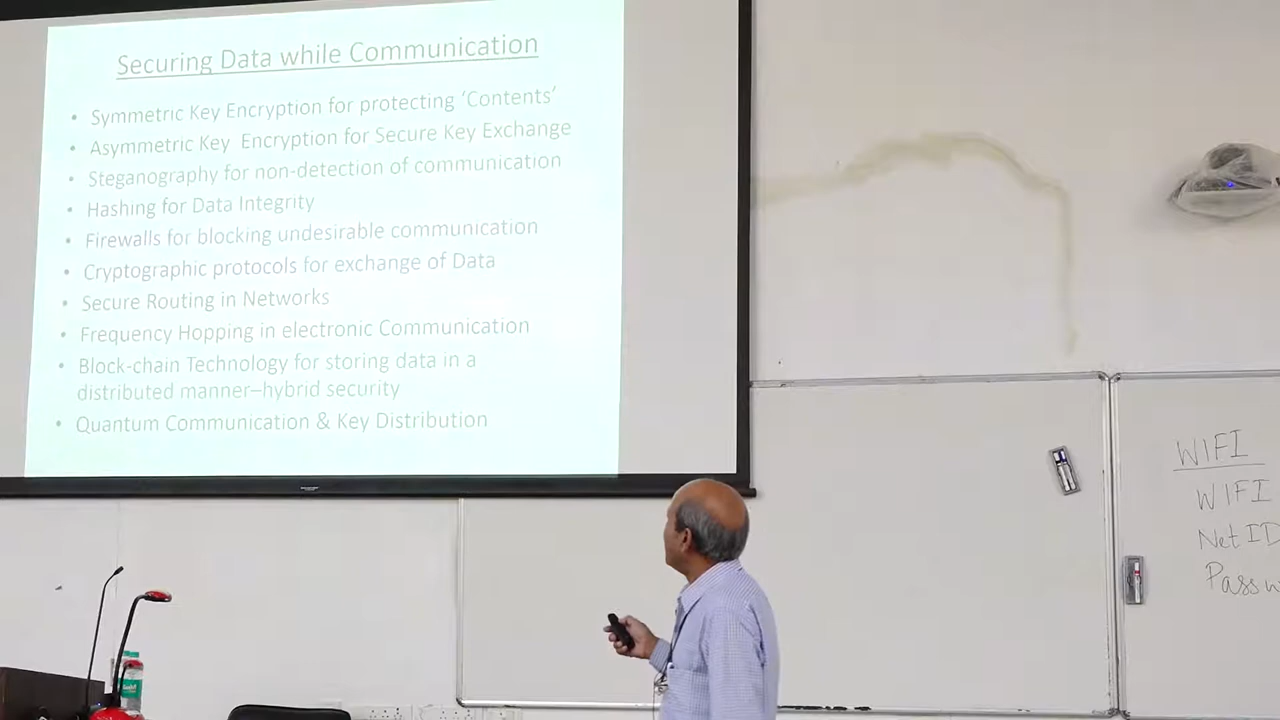 Securing Data while Communication
• Symmetric Key Encryption for protecting ‘Contents’
• Asymmetric Key Encryption for Secure Key Exchange
• Steganography for non-detection of communication
• Hashing for Data Integrity
• Firewalls for blocking undesirable communication
• Cryptographic protocols for exchange of Data
• Secure Routing in Networks
• Frequency Hopping in electronic Communication
• Block-chain Technology for storing data in a
distributed manner–hybrid security
• Quantum Communication & Key Distribution
WIFI
WIFI
NetID
Passw